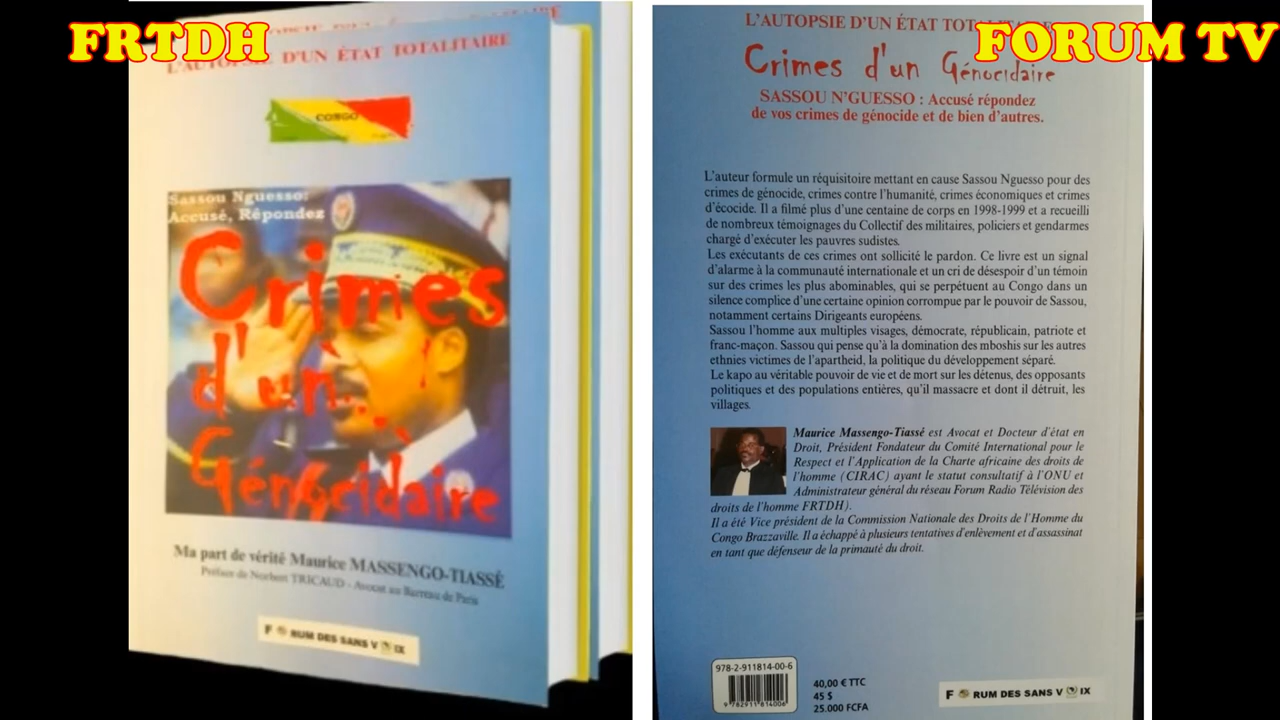 FRTDH
FORUM TV
L'AUTOPSIE D'UN ÉTAT TOTALITAIRE
CONGO
Sassou Nguesso:
Accusé, Répondez
Crimes
d'un
Génocidaire
Ma part de vérité Maurice MASSENGO-TIASSÉ
Préface de Norbert TRICAUD - Avocat au Barreau de Paris
F RUM DES SANS V IX
L'AUTOPSIE D'UN ÉTAT TOTALITAIRE
Crimes d'un Génocidaire
SASSOU N'GUESSO : Accusé répondez
de vos crimes de génocide et de bien d'autres.
L'auteur formule un réquisitoire mettant en cause Sassou Nguesso pour des
crimes de génocide, crimes contre l'humanité, crimes économiques et crimes
d'écocide. Il a filmé plus d'une centaine de corps en 1998-1999 et a recueilli
de nombreux témoignages du Collectif des militaires, policiers et gendarmes
chargé d'exécuter les pauvres sudistes.
Les exécutants de ces crimes ont sollicité le pardon. Ce livre est un signal
d'alarme à la communauté internationale et un cri de désespoir d'un témoin
sur des crimes les plus abominables, qui se perpétuent au Congo dans un
silence complice d'une certaine opinion corrompue par le pouvoir de Sassou,
notamment certains Dirigeants européens.
Sassou l'homme aux multiples visages, démocrate, républicain, patriote et
franc-maçon. Sassou qui pense qu'à la domination des mboshis sur les autres
ethnies victimes de l'apartheid, la politique du développement séparé.
Le kapo au véritable pouvoir de vie et de mort sur les détenus, des opposants
politiques et des populations entières, qu'il massacre et dont il détruit, les
villages.
Maurice Massengo-Tiassé est Avocat et Docteur d'état en
Droit, Président Fondateur du Comité International pour le
Respect et l'Application de la Charte africaine des droits de
l'homme (CIRAC) ayant le statut consultatif à l'ONU et
Administrateur général du réseau Forum Radio Télévision des
droits de l'homme FRTDH).
Il a été Vice président de la Commission Nationale des Droits de l'Homme du
Congo Brazzaville. Il a échappé à plusieurs tentatives d'enlèvement et d'assassinat
en tant que défenseur de la primauté du droit.
978-2-911814-00-6
9 782911 814006
40,00 € TTC
45 $
25.000 FCFA
F RUM DES SANS V IX